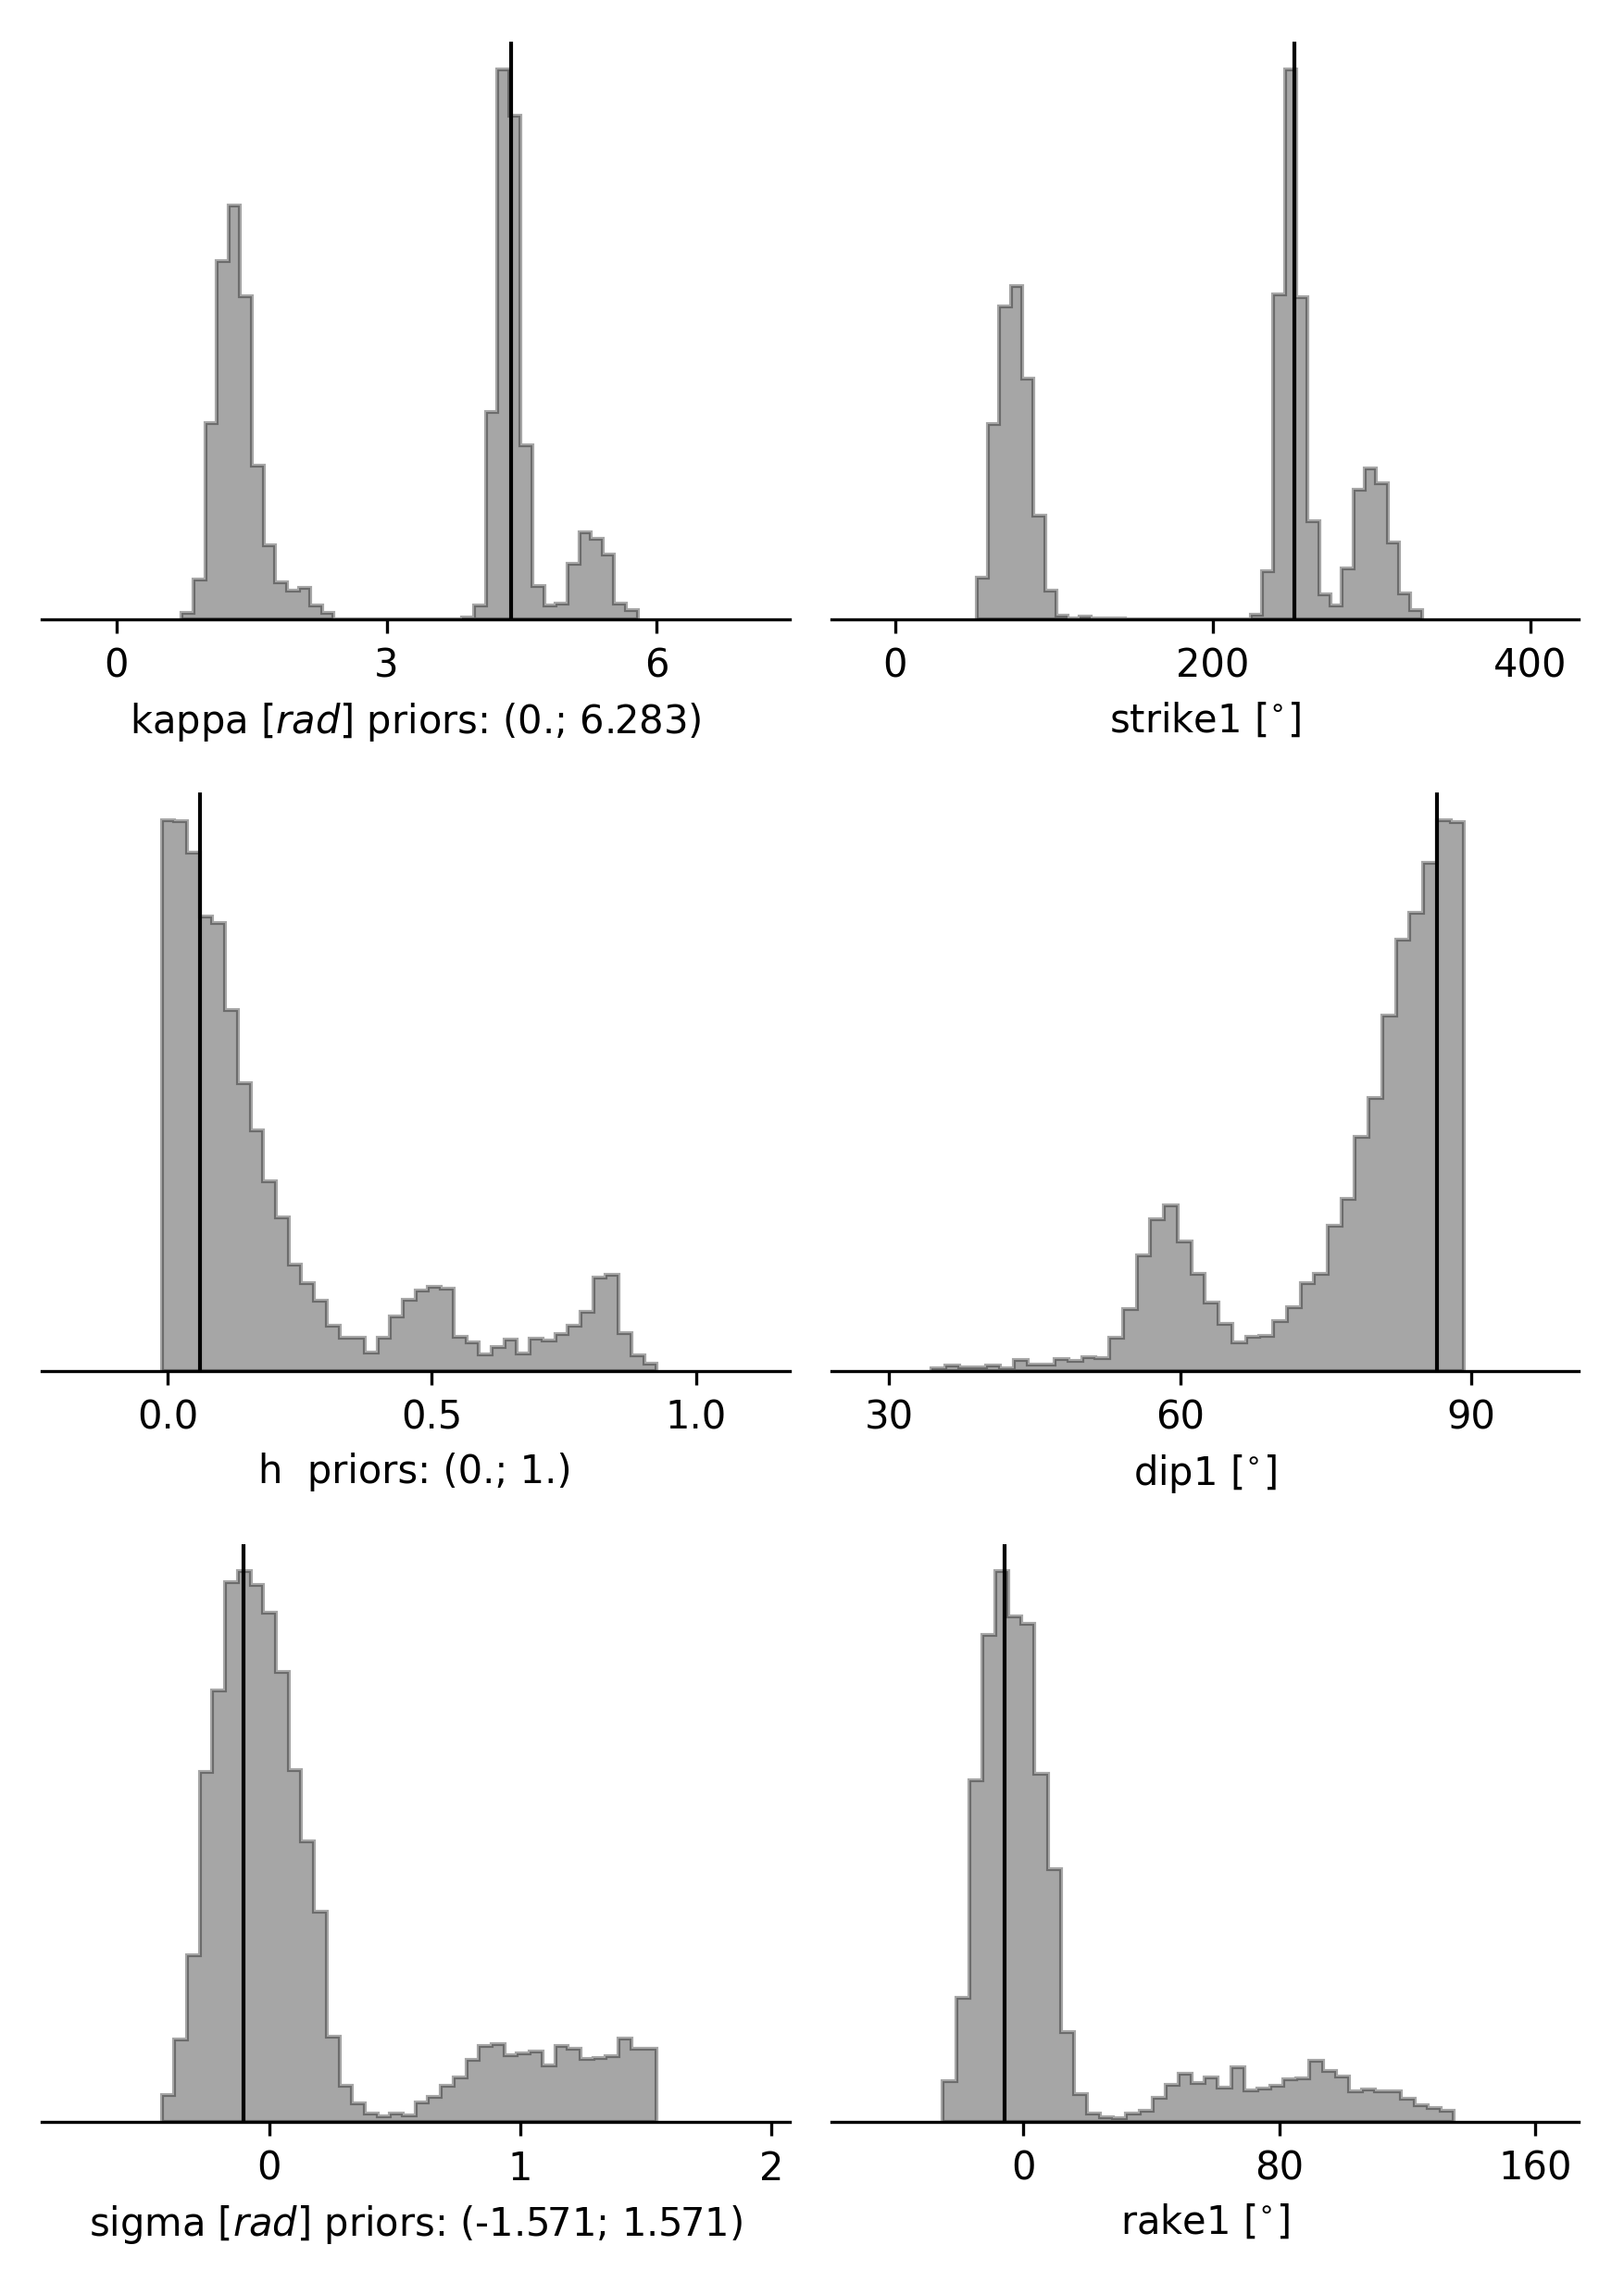 0 3 6
kappa [rad] priors: (0.; 6.283)
0 200 400
strike1 [°]
0.0 0.5 1.0
h  priors: (0.; 1.)
30 60 90
dip1 [°]
0 1 2
sigma [rad] priors: (-1.571; 1.571)
0 80 160
rake1 [°]